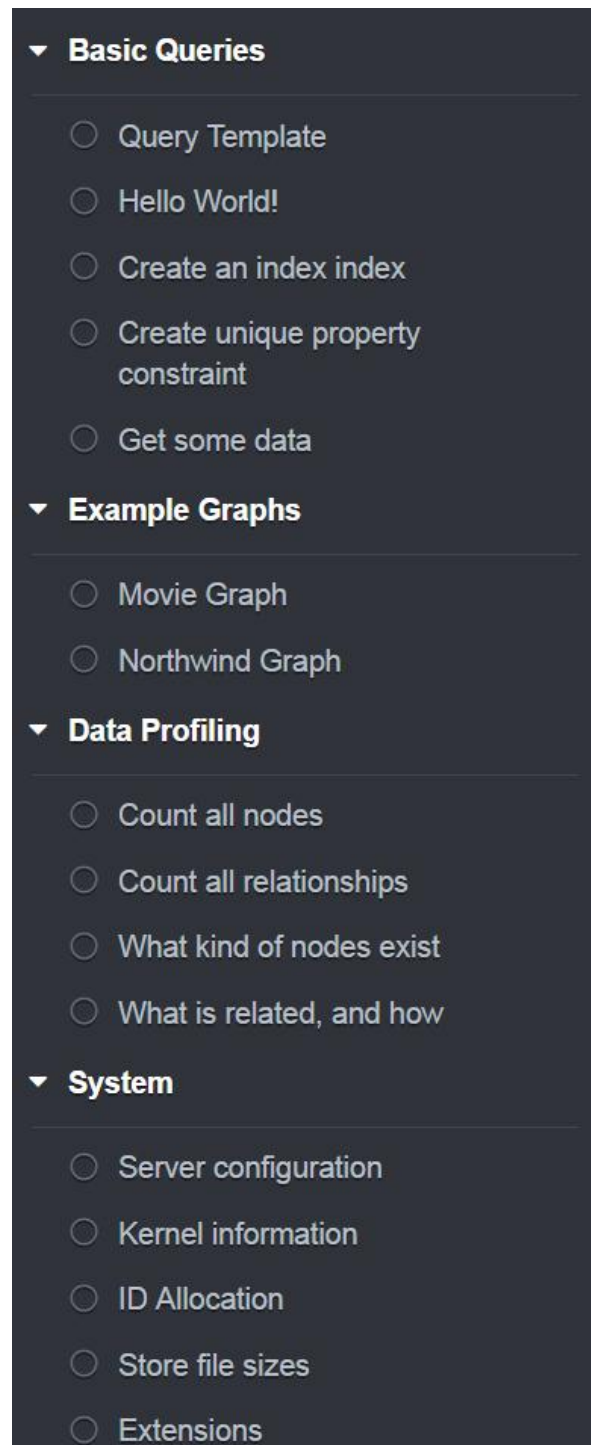 Basic Queries
Query Template
Hello World!
Create an index index
Create unique property
constraint
Get some data
Example Graphs
Movie Graph
Northwind Graph
Data Profiling
Count all nodes
Count all relationships
What kind of nodes exist
What is related, and how
System
Server configuration
Kernel information
ID Allocation
Store file sizes
Extensions